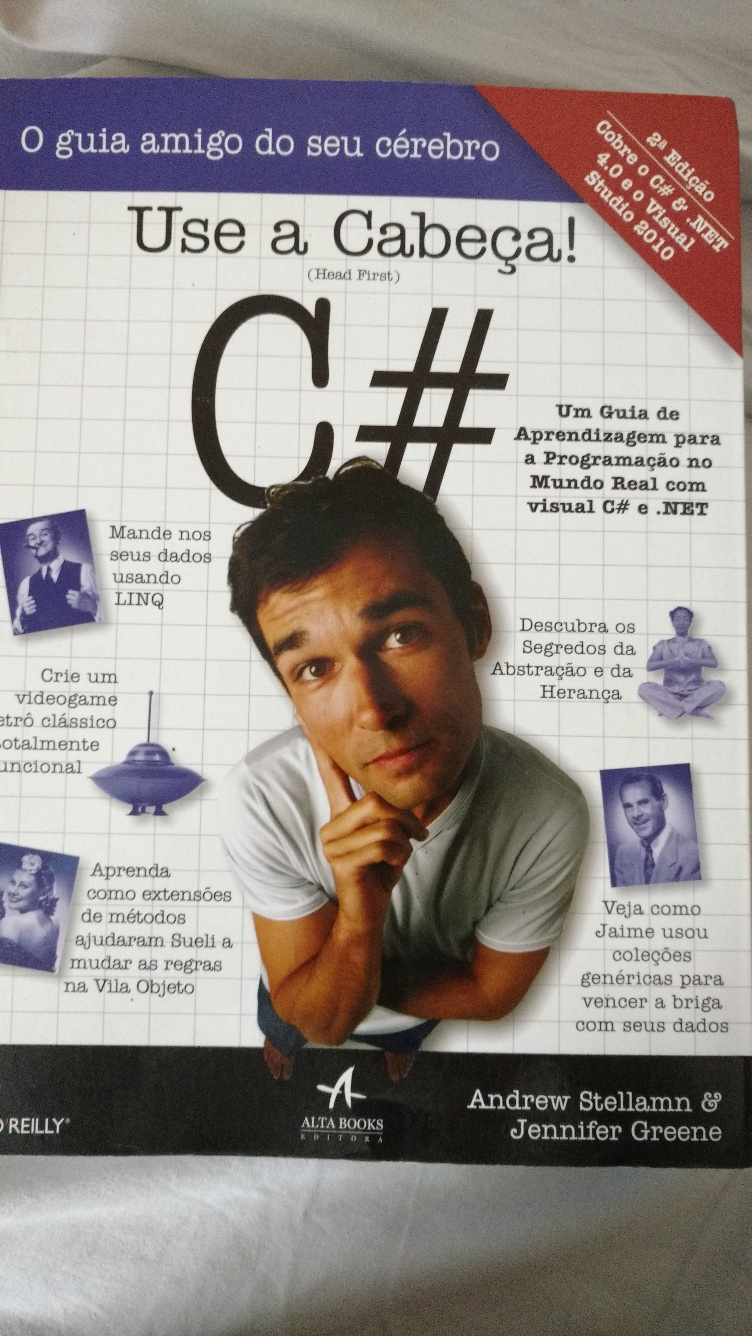 O guia amigo do seu cérebro
2ª Edição
Cobre o C# & .NET
4.0 e o Visual
Studio 2010
Use a Cabeça!
(Head First)
C#
Um Guia de
Aprendizagem para
a Programação no
Mundo Real com
visual C# e .NET
Mande nos
seus dados
usando
LINQ
Descubra os
Segredos da
Abstração e da
Herança
Crie um
videogame
etrô clássico
otalmente
uncional
Aprenda
como extensões
de métodos
ajudaram Sueli a
mudar as regras
na Vila Objeto
Veja como
Jaime usou
coleções
genéricas para
vencer a briga
com seus dados
O'REILLY®
ALTA BOOKS
EDITORA
Andrew Stellamn &
Jennifer Greene